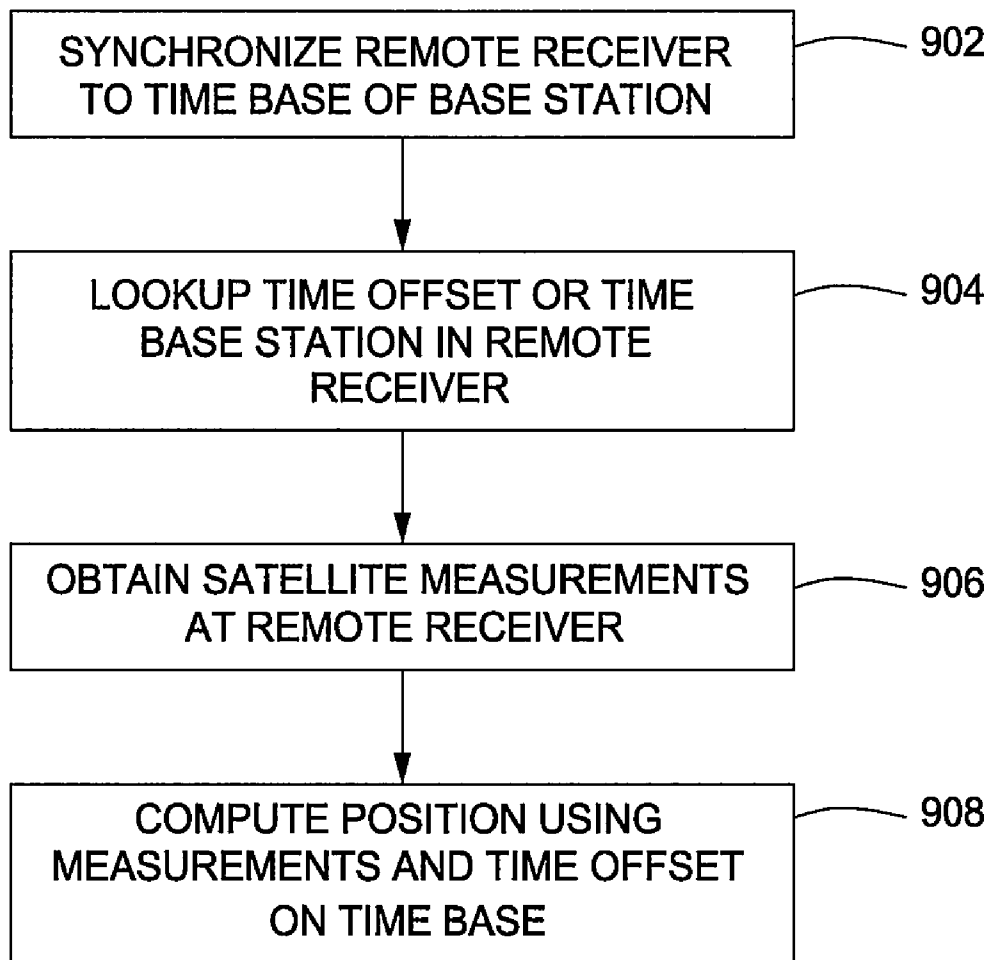 SYNCHRONIZE REMOTE RECEIVER
TO TIME BASE OF BASE STATION
902
LOOKUP TIME OFFSET OR TIME
BASE STATION IN REMOTE
RECEIVER
904
OBTAIN SATELLITE MEASUREMENTS
AT REMOTE RECEIVER
906
COMPUTE POSITION USING
MEASUREMENTS AND TIME OFFSET
ON TIME BASE
908